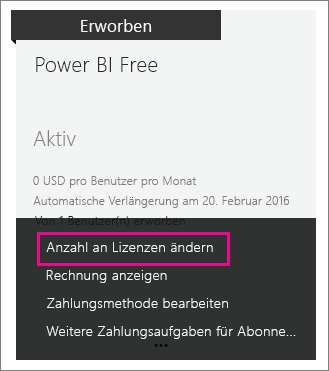 Erworben
Power BI Free
Aktiv
0 USD pro Benutzer pro Monat
Automatische Verlängerung am 20. Februar 2016
Von 1 Benutzer(n) erworben
Anzahl an Lizenzen ändern
Rechnung anzeigen
Zahlungsmethode bearbeiten
Weitere Zahlungsaufgaben für Abonne...
...